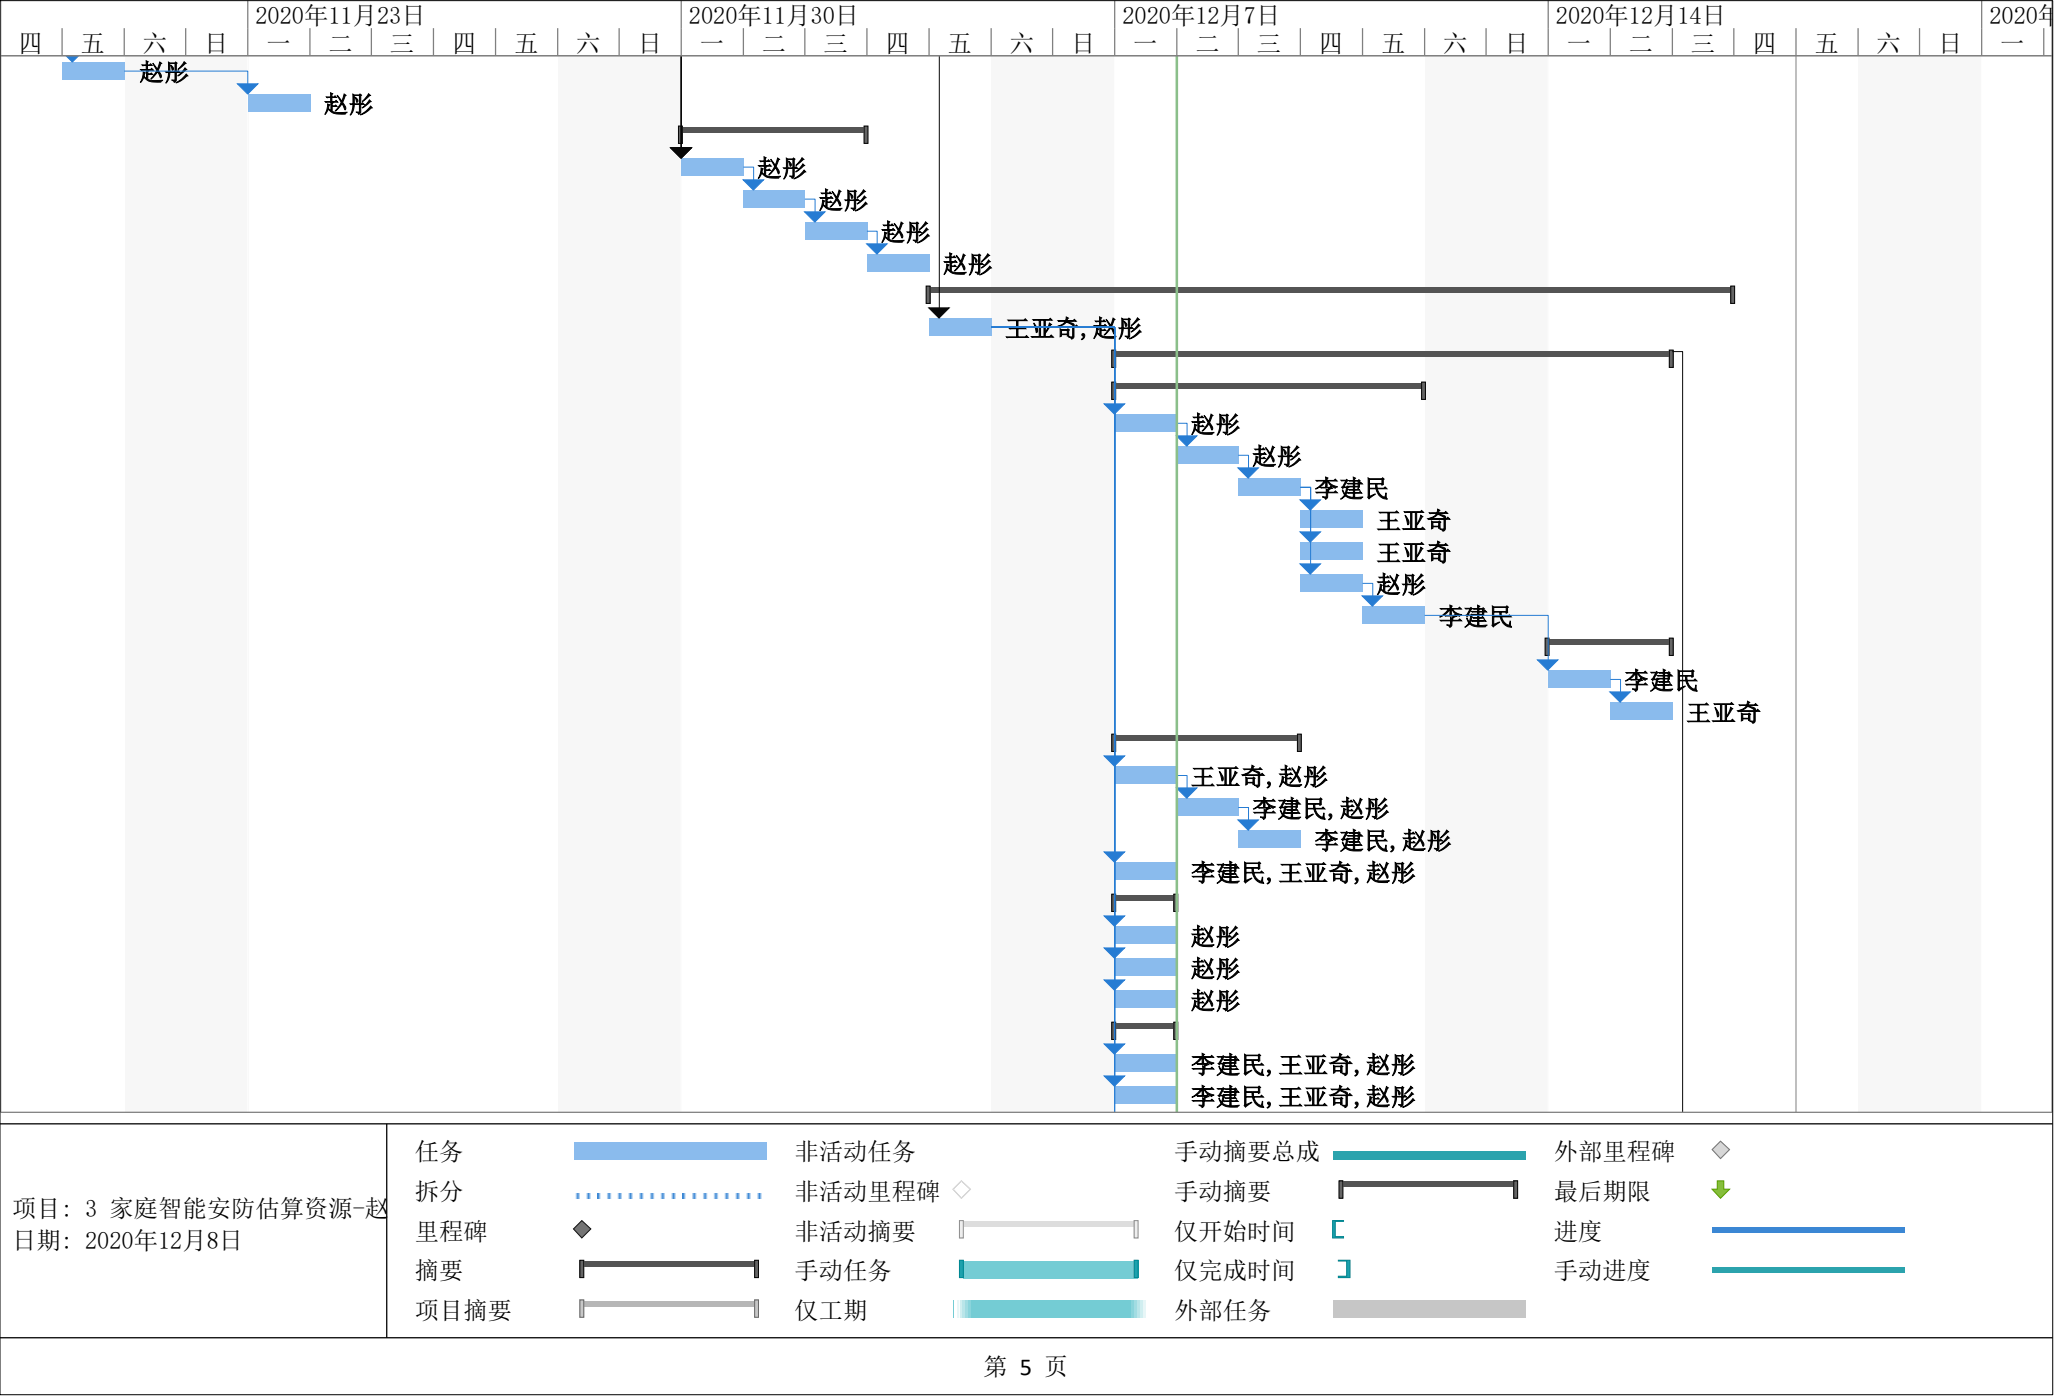 2020年11月23日 2020年11月30日 2020年12月7日 2020年12月14日 2020年
四 五 六 日 一 二 三 四 五 六 日 一 二 三 四 五 六 日 一 二 三 四 五 六 日 一 二 三 四 五 六 日 一
赵彤
赵彤
赵彤
赵彤
赵彤
赵彤
王亚奇,赵彤
赵彤
赵彤
李建民
王亚奇
王亚奇
赵彤
李建民
李建民
王亚奇
王亚奇,赵彤
李建民,赵彤
李建民,赵彤
李建民,王亚奇,赵彤
赵彤
赵彤
赵彤
李建民,王亚奇,赵彤
李建民,王亚奇,赵彤
项目: 3 家庭智能安防估算资源-赵
日期: 2020年12月8日
任务 非活动任务 手动摘要总成 外部里程碑
拆分 非活动里程碑 手动摘要 最后期限
里程碑 非活动摘要 仅开始时间 进度
摘要 手动任务 仅完成时间 手动进度
项目摘要 仅工期 外部任务
第 5 页